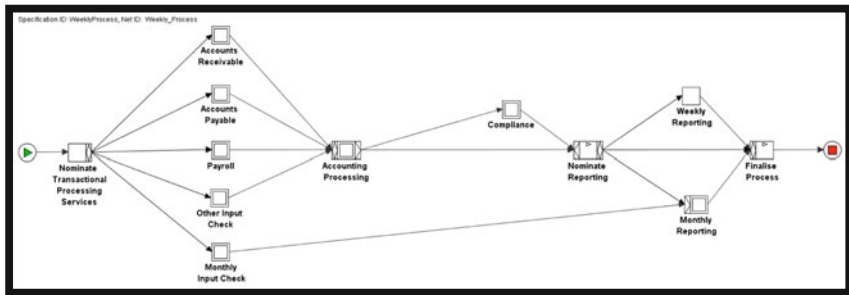 Specification ID: WeeklyProcess, Net ID: Weekly_Process
Accounts
Receivable
Accounts
Payable
Payroll
Other Input
Check
Monthly
Input Check
Nominate
Transactional
Processing
Services
Accounting
Processing
Compliance
Nominate
Reporting
Weekly
Reporting
Monthly
Reporting
Finalise
Process